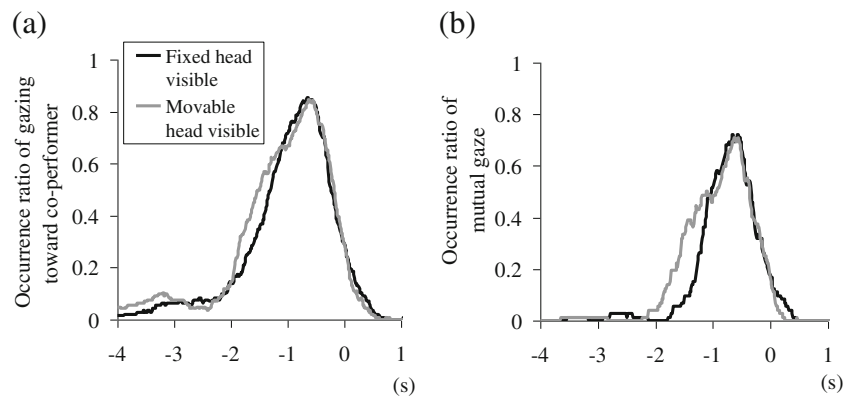 (a)
Fixed head
visible
Movable
head visible
Occurrence ratio of gazing
toward co-performer
1
0.8
0.6
0.4
0.2
0
-4 -3 -2 -1 0 1
(s)
(b)
Occurrence ratio of
mutual gaze
1
0.8
0.6
0.4
0.2
0
-4 -3 -2 -1 0 1
(s)